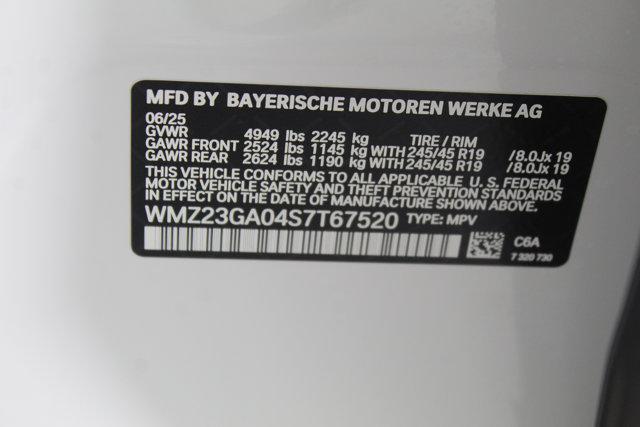 MFD BY BAYERISCHE MOTOREN WERKE AG
06/25
GVWR 4949 lbs 2245 kg TIRE / RIM
GAWR FRONT 2524 lbs 1145 kg WITH 245/45 R19 /8.0Jx 19
GAWR REAR 2624 lbs 1190 kg WITH 245/45 R19 /8.0Jx 19
THIS VEHICLE CONFORMS TO ALL APPLICABLE U. S. FEDERAL
MOTOR VEHICLE SAFETY AND THEFT PREVENTION STANDARDS
IN EFFECT ON THE DATE OF MANUFACTURE SHOWN ABOVE.
WMZ23GA04S7T67520 TYPE: MPV
C6A
7 320 730